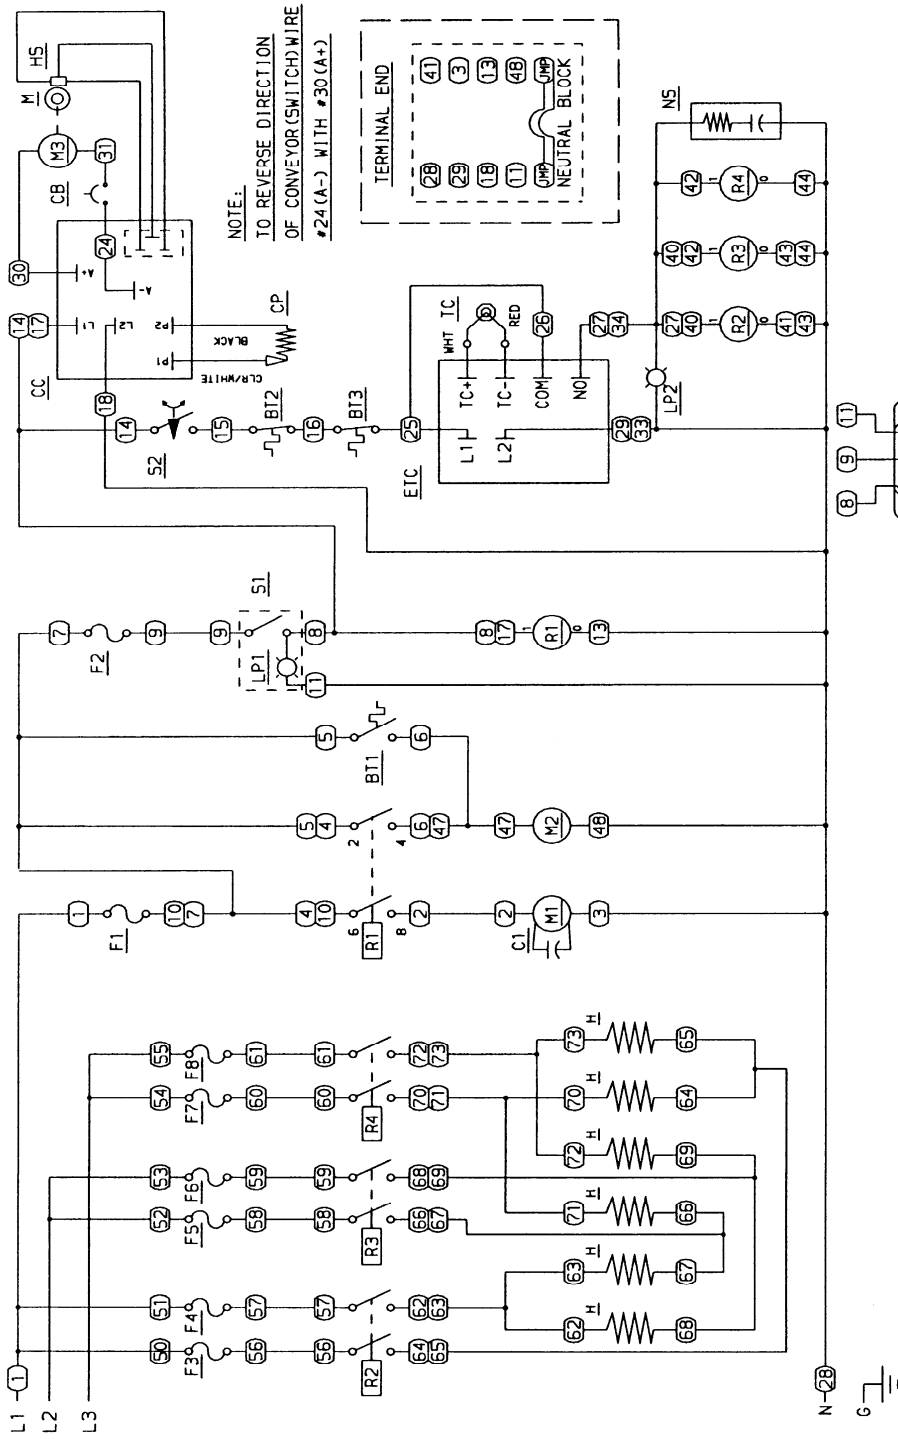 NOTE:
TO REVERSE DIRECTION
OF CONVEYOR(SWITCH)WIRE
#24(A-) WITH #30(A+)
TERMINAL END
28 41
29 3
18 13
11 48
JMP JMP
NEUTRAL BLOCK
L1 1
L2
L3
N 28
G
50 51 52 53 54 55
F3 F4 F5 F6 F7 F8
56 57 58 59 60 61
56 57 58 59 60 61
R2 R3 R4
64 62 66 68 70 72
65 63 67 69 71 73
62 63 71 72 70 73
H H H H H H
68 67 66 69 64 65
1
F1
10
7
4 5
10 4
6 2
R1
8 4
2 6
47
2 47
C1 M1 M2
3 48
5
BT1
6
7
F2
9
9
S1
LP1
8
11
8
17
1
R1
0
13
14
17
CC
L1
L2
18
30
A+
A-
24
CB
31
M3
M
HS
P1 P2
CLR/WHITE
BLACK
CP
14
S2
15
BT2
16
BT3
25
ETC
L1
L2
TC+
TC-
COM
NO
WHT
TC
RED
26
27
34
29
33
LP2
27 40 42
40 42
1 1 1
R2 R3 R4
0 0 0
41 43 44
43 44
NS
8 9 11